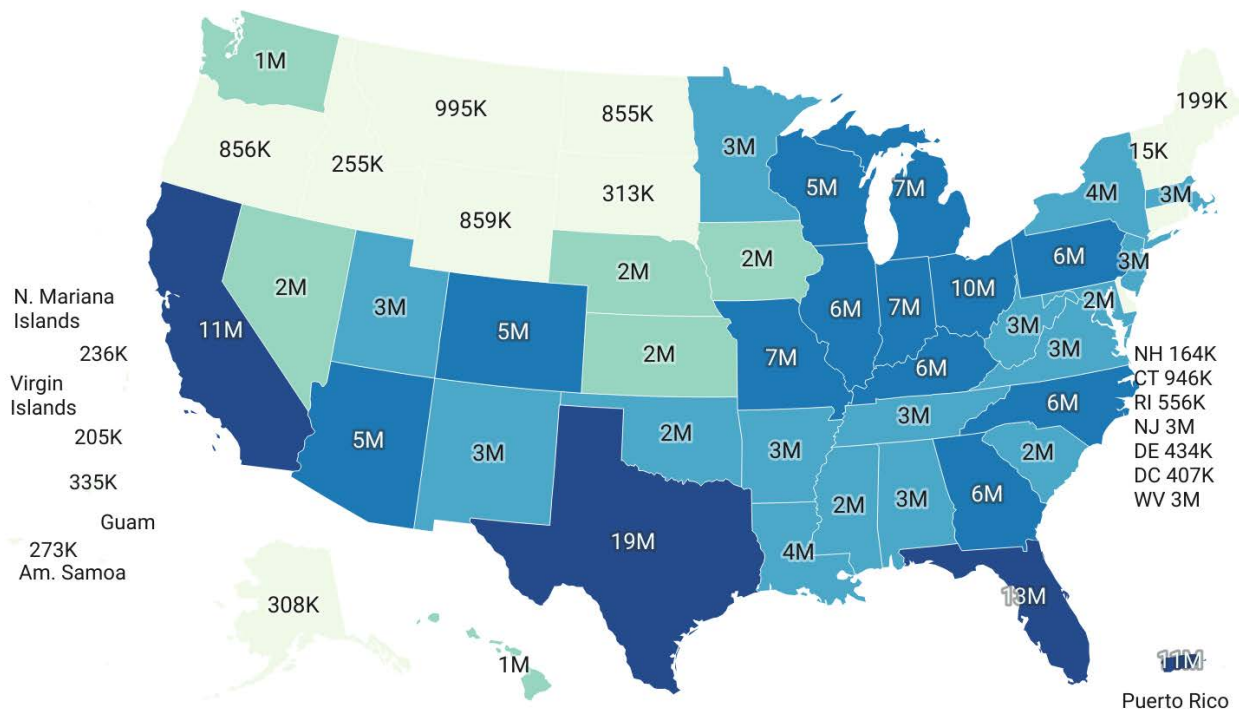 1M
995K
855K
199K
856K
255K
3M
5M
7M
15K
313K
4M
3M
859K
2M
2M
2M
6M
3M
10M
2M
N. Mariana
Islands
236K
11M
3M
5M
2M
7M
6M
7M
3M
3M
6M
NH 164K
CT 946K
RI 556K
NJ 3M
DE 434K
DC 407K
WV 3M
Virgin
Islands
205K
5M
3M
2M
3M
3M
6M
2M
335K
Guam
2M
3M
6M
273K
Am. Samoa
19M
4M
308K
13M
1M
11M
Puerto Rico